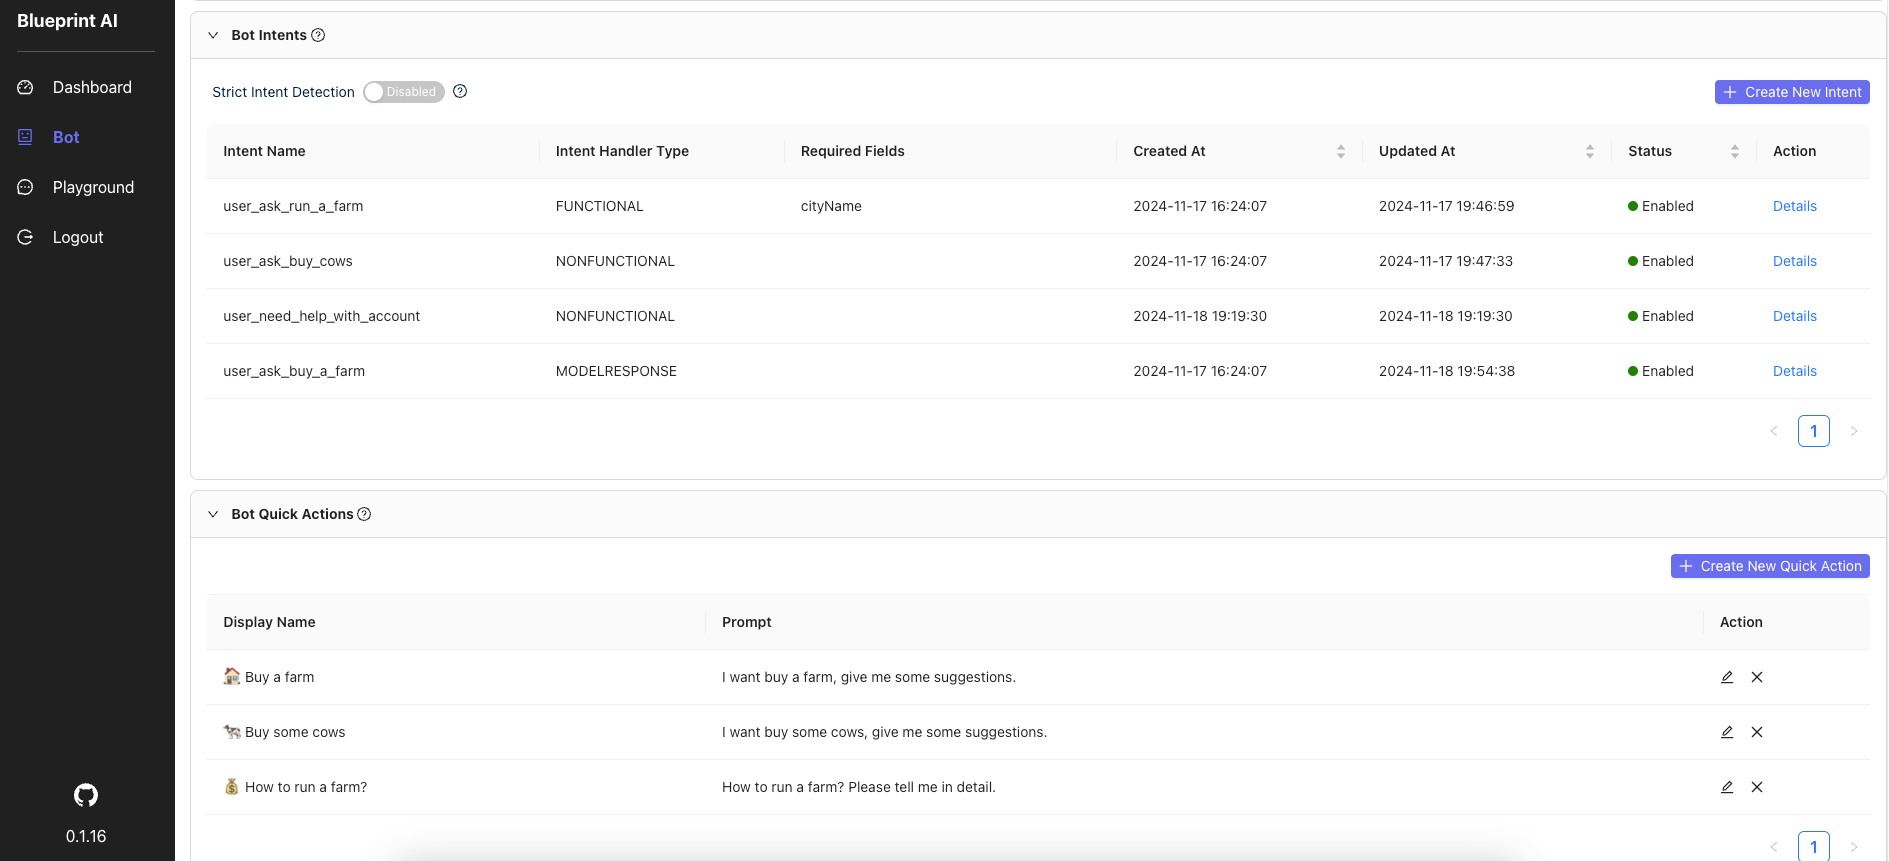 Blueprint AI
Dashboard
Bot
Playground
Logout
0.1.16
Bot Intents
Strict Intent Detection Disabled
Create New Intent
Intent Name Intent Handler Type Required Fields Created At Updated At Status Action
user_ask_run_a_farm FUNCTIONAL cityName 2024-11-17 16:24:07 2024-11-17 19:46:59 Enabled Details
user_ask_buy_cows NONFUNCTIONAL 2024-11-17 16:24:07 2024-11-17 19:47:33 Enabled Details
user_need_help_with_account NONFUNCTIONAL 2024-11-18 19:19:30 2024-11-18 19:19:30 Enabled Details
user_ask_buy_a_farm MODELRESPONSE 2024-11-17 16:24:07 2024-11-18 19:54:38 Enabled Details
1
Bot Quick Actions
Create New Quick Action
Display Name Prompt Action
🏠 Buy a farm I want buy a farm, give me some suggestions.
🐄 Buy some cows I want buy some cows, give me some suggestions.
💰 How to run a farm? How to run a farm? Please tell me in detail.
1